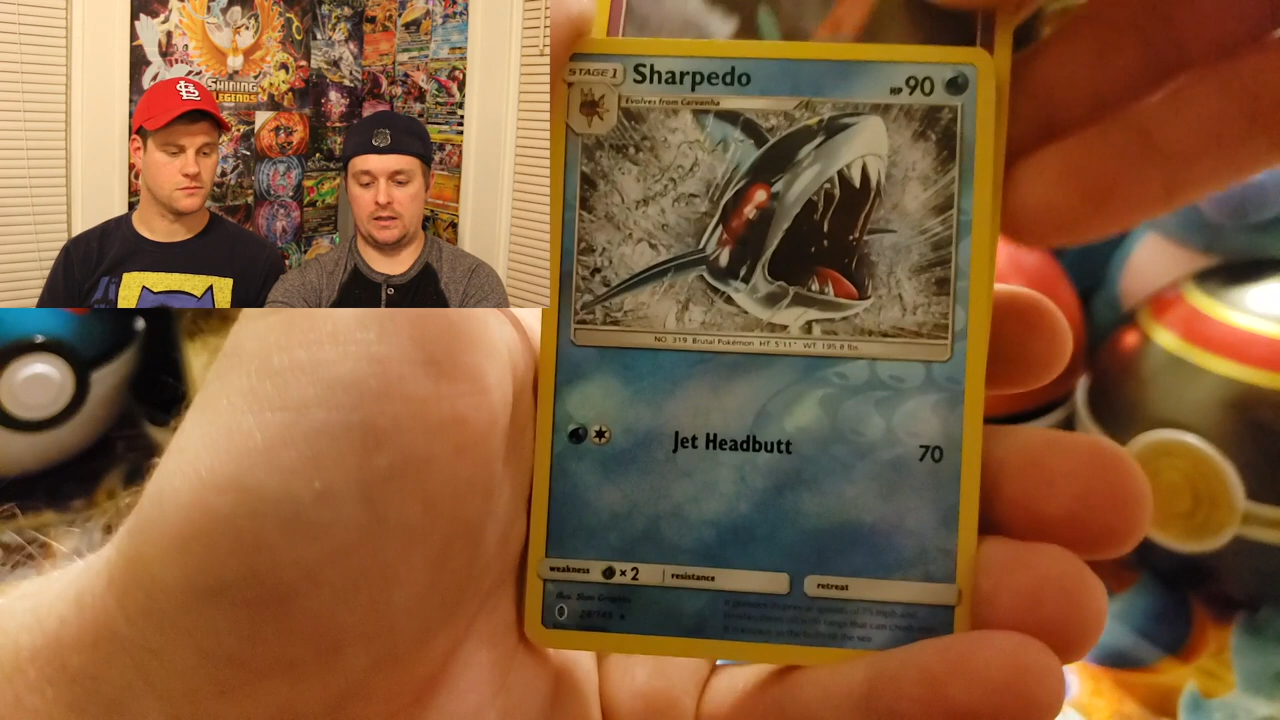 SHINING
LEGENDS
STL
STAGE 1
Sharpedo
HP 90
Evolves from Carvanha
NO. 319 Brutal Pokémon HT: 5'11" WT: 195.8 lbs.
Jet Headbutt
70
weakness
×2
resistance
retreat